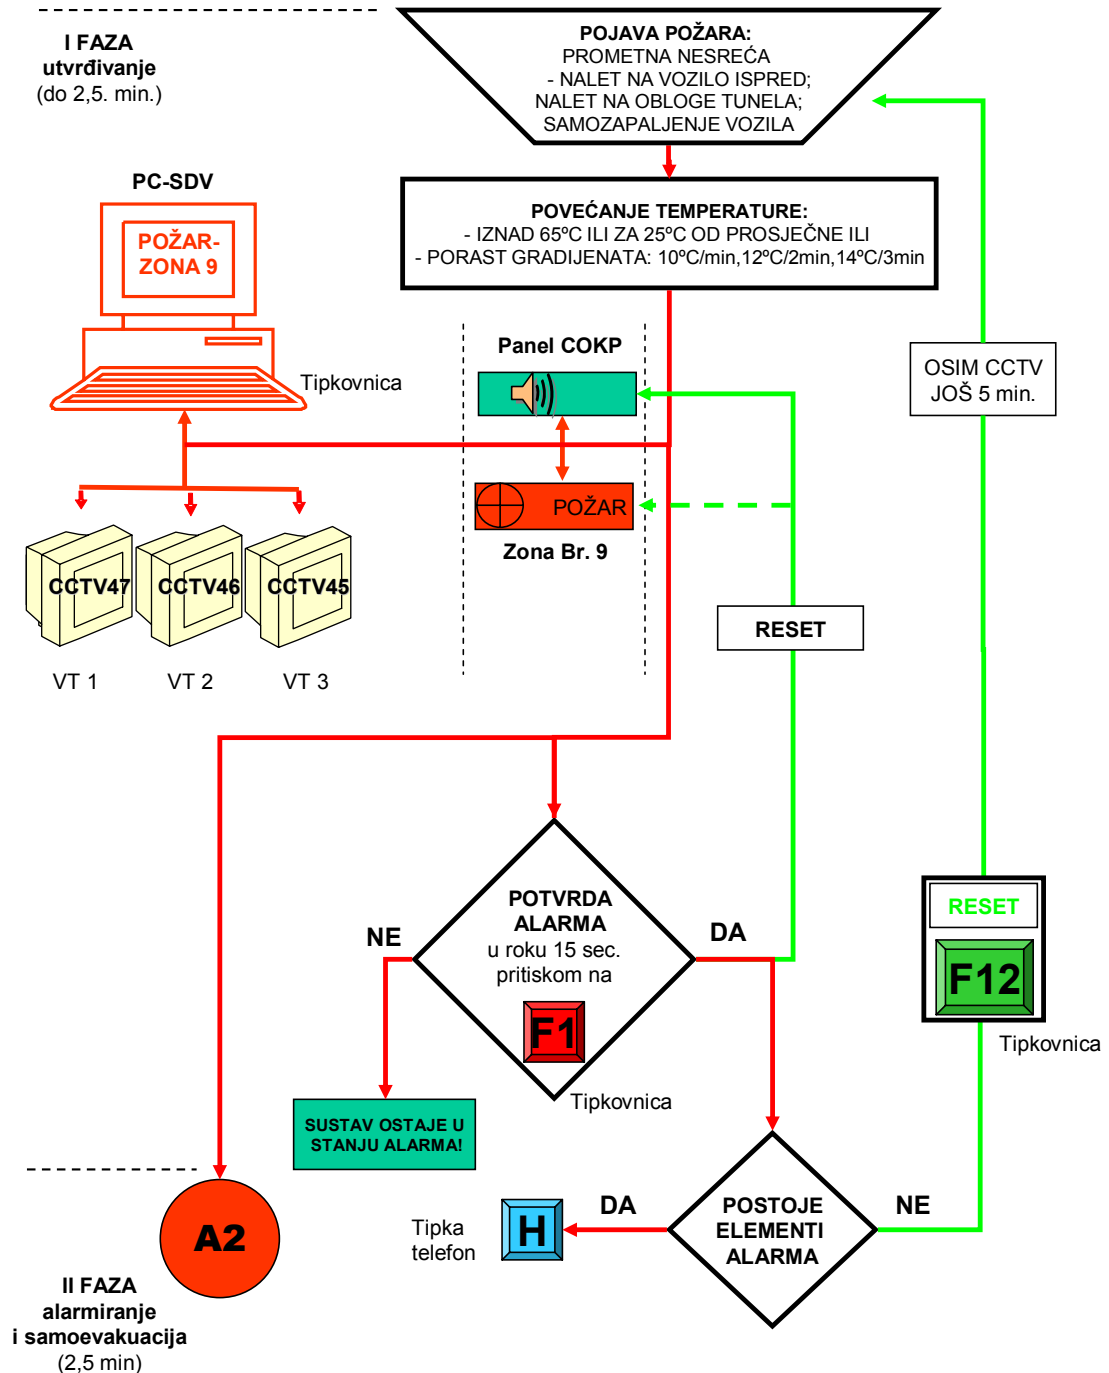 I FAZA
utvrđivanje
(do 2,5. min.)
POJAVA POŽARA:
PROMETNA NESREĆA
- NALET NA VOZILO ISPRED;
NALET NA OBLOGE TUNELA;
SAMOZAPALJENJE VOZILA
PC-SDV
POŽAR-
ZONA 9
Tipkovnica
POVEĆANJE TEMPERATURE:
- IZNAD 65ºC ILI ZA 25ºC OD PROSJEČNE ILI
- PORAST GRADIJENATA: 10ºC/min,12ºC/2min,14ºC/3min
Panel COKP
POŽAR
Zona Br. 9
OSIM CCTV
JOŠ 5 min.
CCTV47
CCTV46
CCTV45
VT 1
VT 2
VT 3
RESET
POTVRDA
ALARMA
u roku 15 sec.
pritiskom na
F1
Tipkovnica
NE
DA
RESET
F12
Tipkovnica
SUSTAV OSTAJE U
STANJU ALARMA!
POSTOJE
ELEMENTI
ALARMA
DA
NE
H
Tipka
telefon
A2
II FAZA
alarmiranje
i samoevakuacija
(2,5 min)